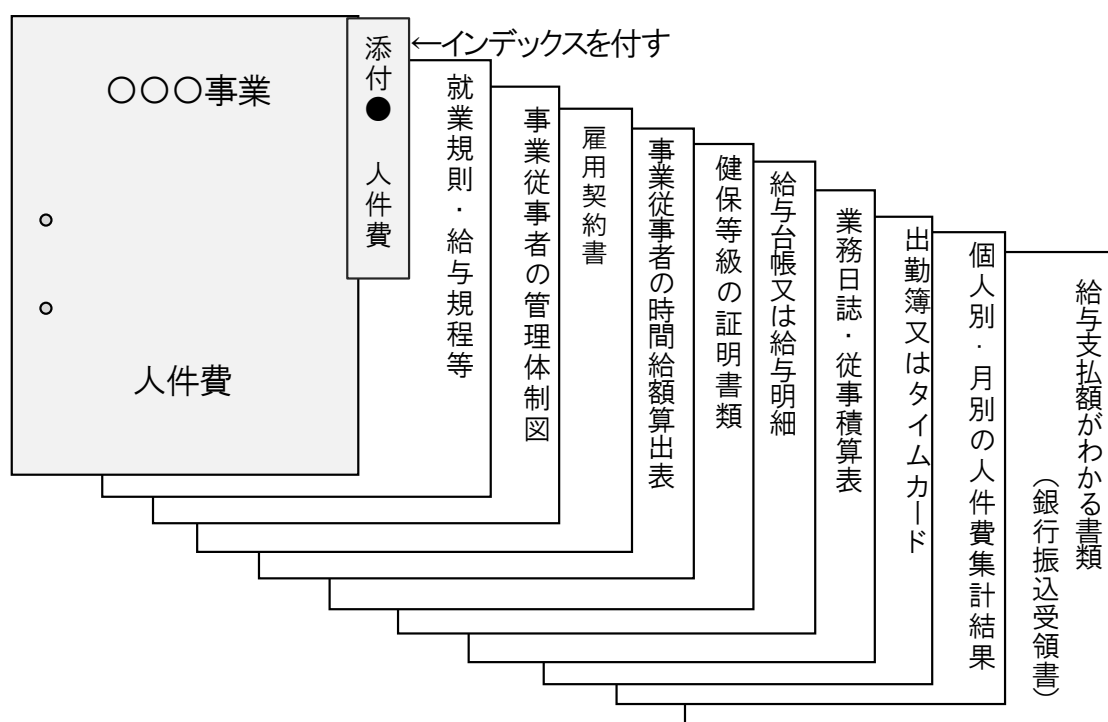 ○○○事業
人件費
添付● 人件費
←インデックスを付す
就業規則・給与規程等
事業従事者の管理体制図
雇用契約書
事業従事者の時間給額算出表
健保等級の証明書類
給与台帳又は給与明細
業務日誌・従事積算表
出勤簿又はタイムカード
個人別・月別の人件費集計結果
給与支払額がわかる書類
（銀行振込受領書）